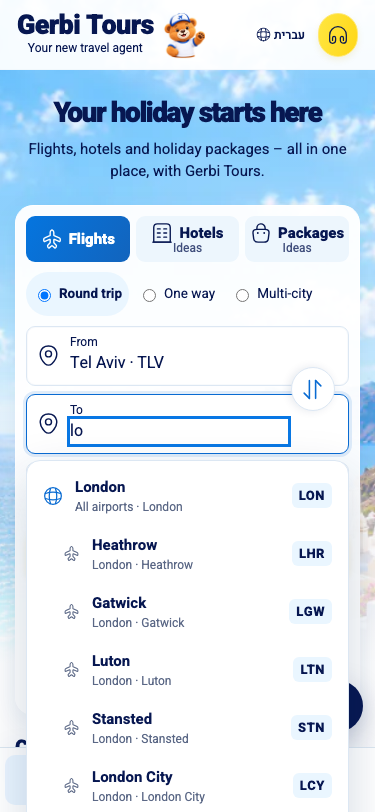 Gerbi Tours
Your new travel agent
עברית
Your holiday starts here
Flights, hotels and holiday packages – all in one
place, with Gerbi Tours.
Flights
Hotels
Ideas
Packages
Ideas
Round trip
One way
Multi-city
From
Tel Aviv · TLV
To
lo
London
All airports · London
LON
Heathrow
London · Heathrow
LHR
Gatwick
London · Gatwick
LGW
Luton
London · Luton
LTN
Stansted
London · Stansted
STN
London City
London · London City
LCY